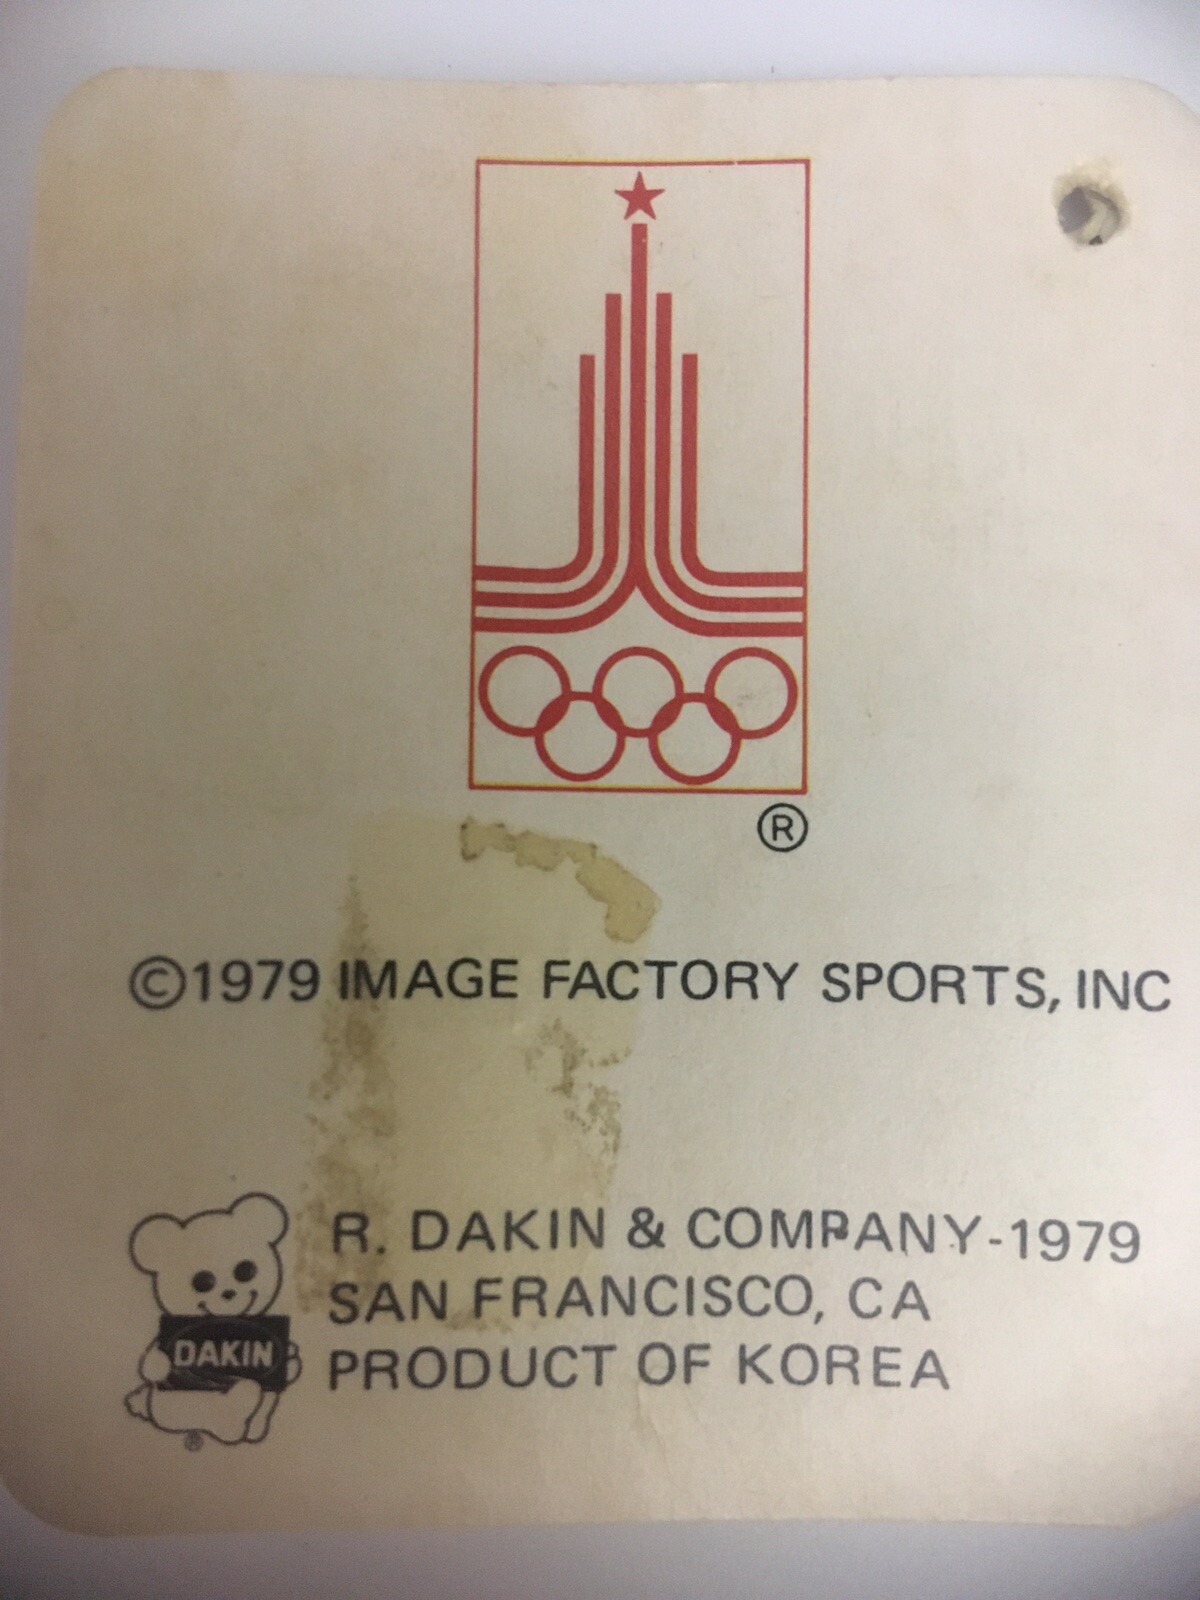 ®
©1979 IMAGE FACTORY SPORTS, INC
R. DAKIN & COMPANY-1979
SAN FRANCISCO, CA
PRODUCT OF KOREA
DAKIN
®